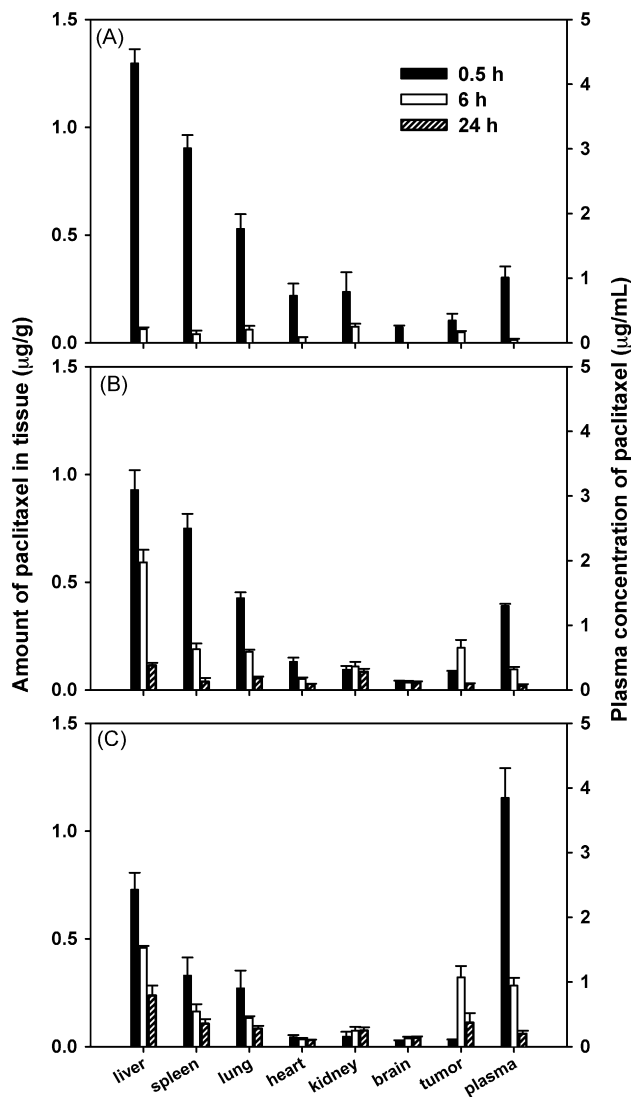 (A)
1.5
1.0
0.5
0.0
5
4
3
2
1
0
0.5 h
6 h
24 h
(B)
1.5
1.0
0.5
0.0
5
4
3
2
1
0
(C)
1.5
1.0
0.5
0.0
5
4
3
2
1
0
Amount of paclitaxel in tissue (μg/g)
Plasma concentration of paclitaxel (μg/mL)
liver
spleen
lung
heart
kidney
brain
tumor
plasma